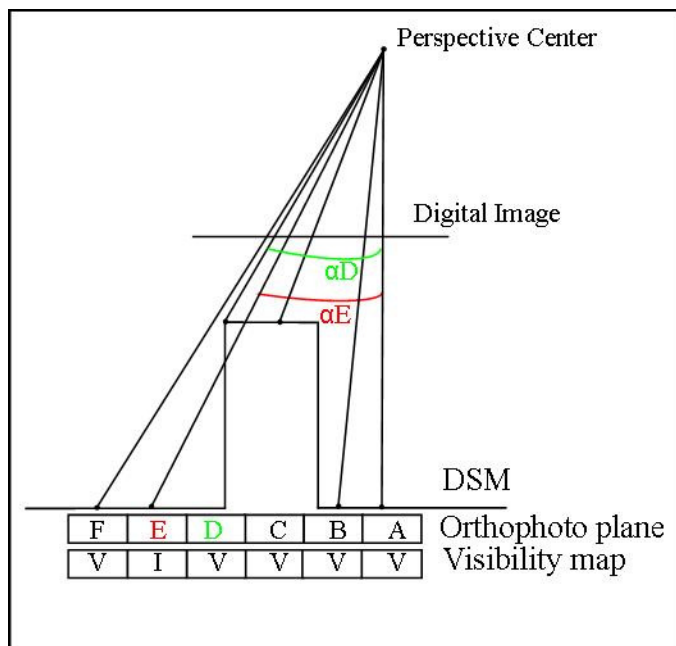 Perspective Center
Digital Image
αD
αE
DSM
F E D C B A Orthophoto plane
V I V V V V Visibility map